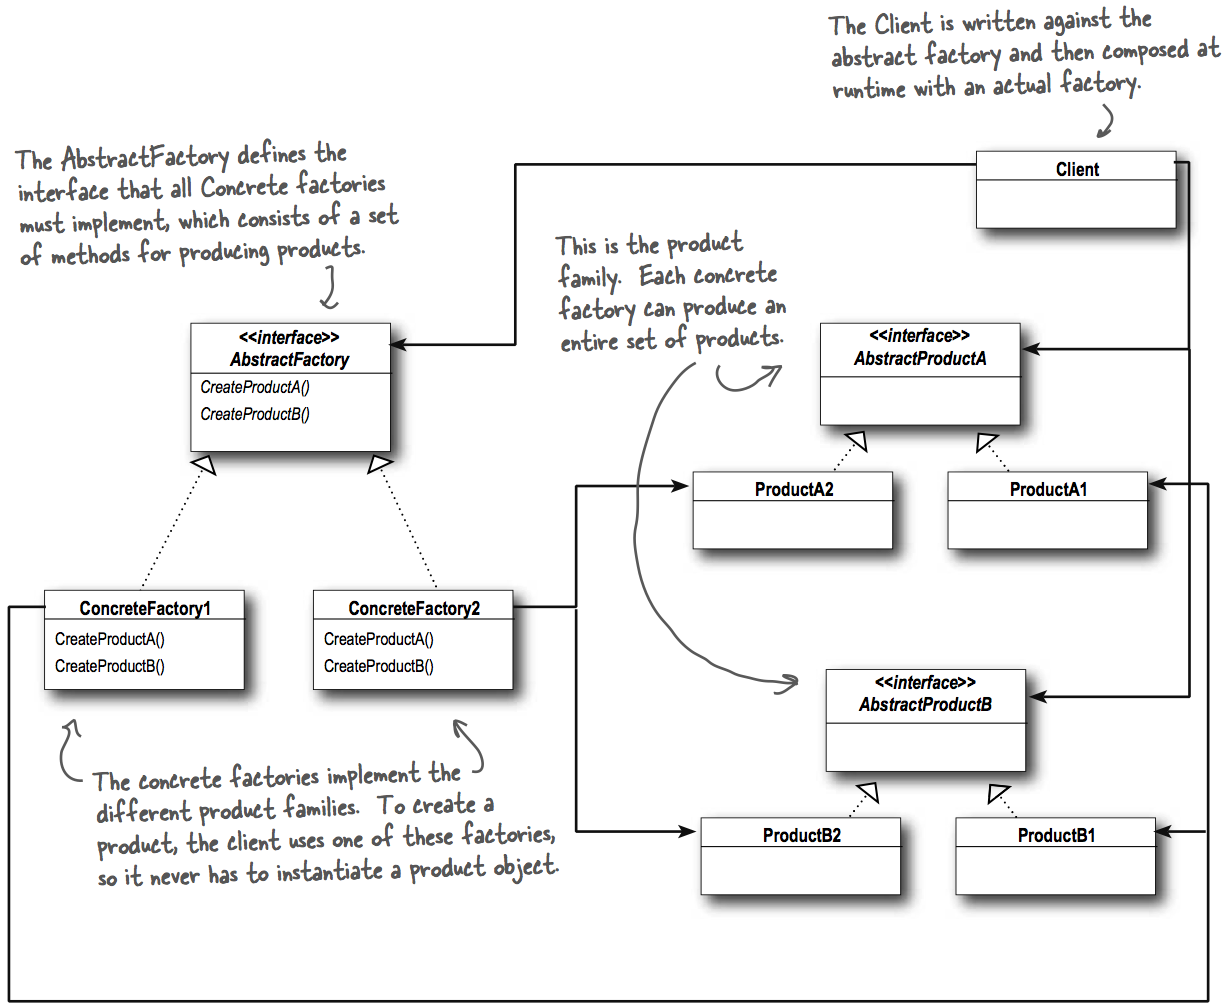 The Client is written against the
abstract factory and then composed at
runtime with an actual factory.
The AbstractFactory defines the
interface that all Concrete factories
must implement, which consists of a set
of methods for producing products.
Client
This is the product
family. Each concrete
factory can produce an
entire set of products.
<<interface>>
AbstractFactory
CreateProductA()
CreateProductB()
<<interface>>
AbstractProductA
ProductA2
ProductA1
ConcreteFactory1
CreateProductA()
CreateProductB()
ConcreteFactory2
CreateProductA()
CreateProductB()
<<interface>>
AbstractProductB
The concrete factories implement the
different product families. To create a
product, the client uses one of these factories,
so it never has to instantiate a product object.
ProductB2
ProductB1